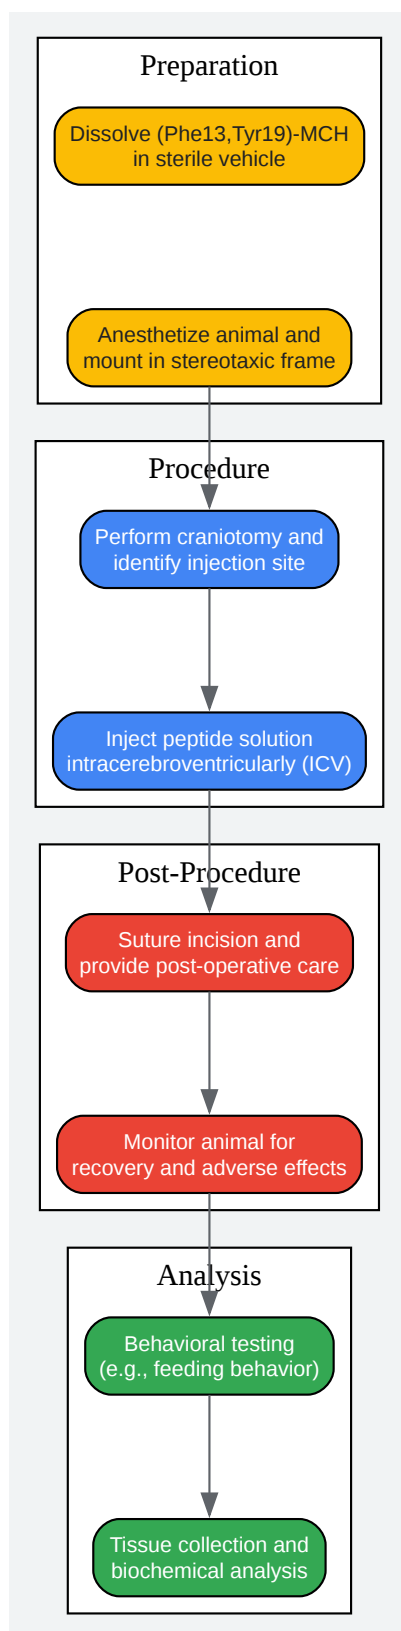 Preparation
Dissolve (Phe13,Tyr19)-MCH
in sterile vehicle
Anesthetize animal and
mount in stereotaxic frame
Procedure
Perform craniotomy and
identify injection site
Inject peptide solution
intracerebroventricularly (ICV)
Post-Procedure
Suture incision and
provide post-operative care
Monitor animal for
recovery and adverse effects
Analysis
Behavioral testing
(e.g., feeding behavior)
Tissue collection and
biochemical analysis